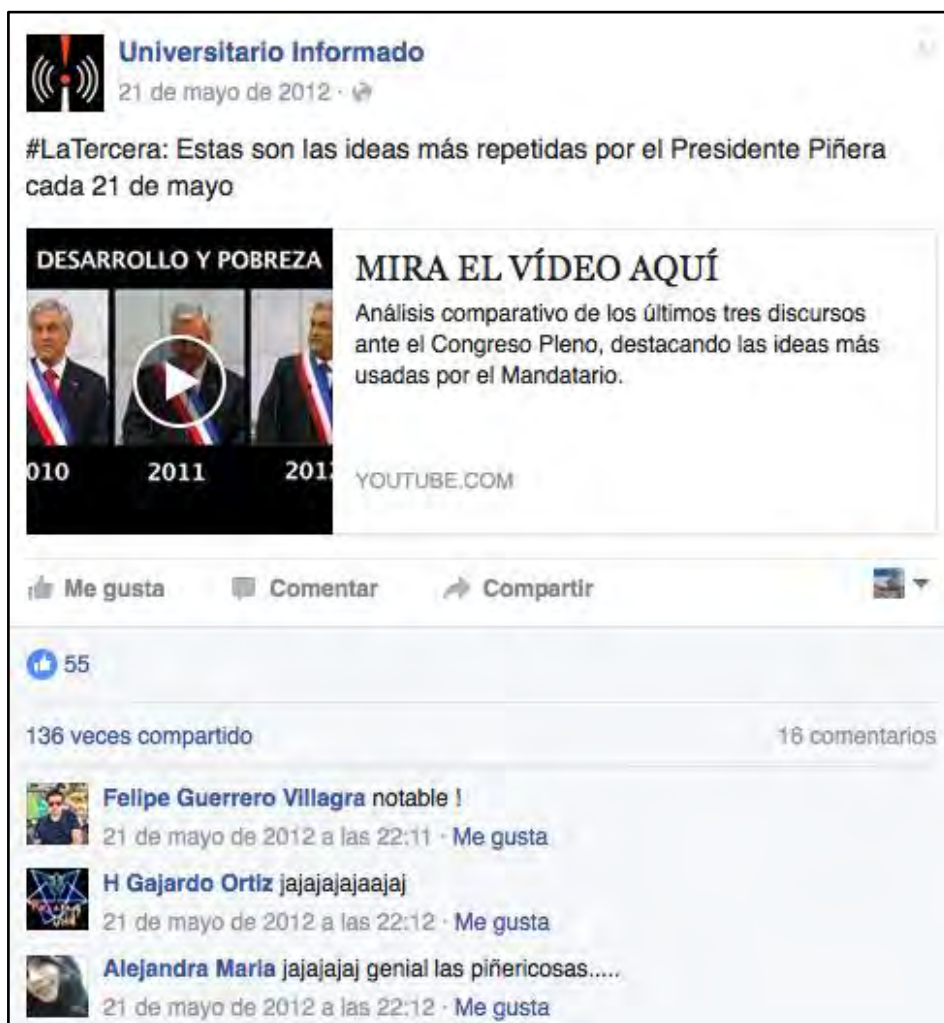 Universitario Informado
21 de mayo de 2012 ·
#LaTercera: Estas son las ideas más repetidas por el Presidente Piñera
cada 21 de mayo
DESARROLLO Y POBREZA
010 2011 201
MIRA EL VÍDEO AQUÍ
Análisis comparativo de los últimos tres discursos
ante el Congreso Pleno, destacando las ideas más
usadas por el Mandatario.
YOUTUBE.COM
Me gusta Comentar Compartir
55
136 veces compartido 16 comentarios
Felipe Guerrero Villagra notable !
21 de mayo de 2012 a las 22:11 · Me gusta
H Gajardo Ortiz jajajajajaajaj
21 de mayo de 2012 a las 22:12 · Me gusta
Alejandra Maria jajajajaj genial las piñericosas.....
21 de mayo de 2012 a las 22:12 · Me gusta